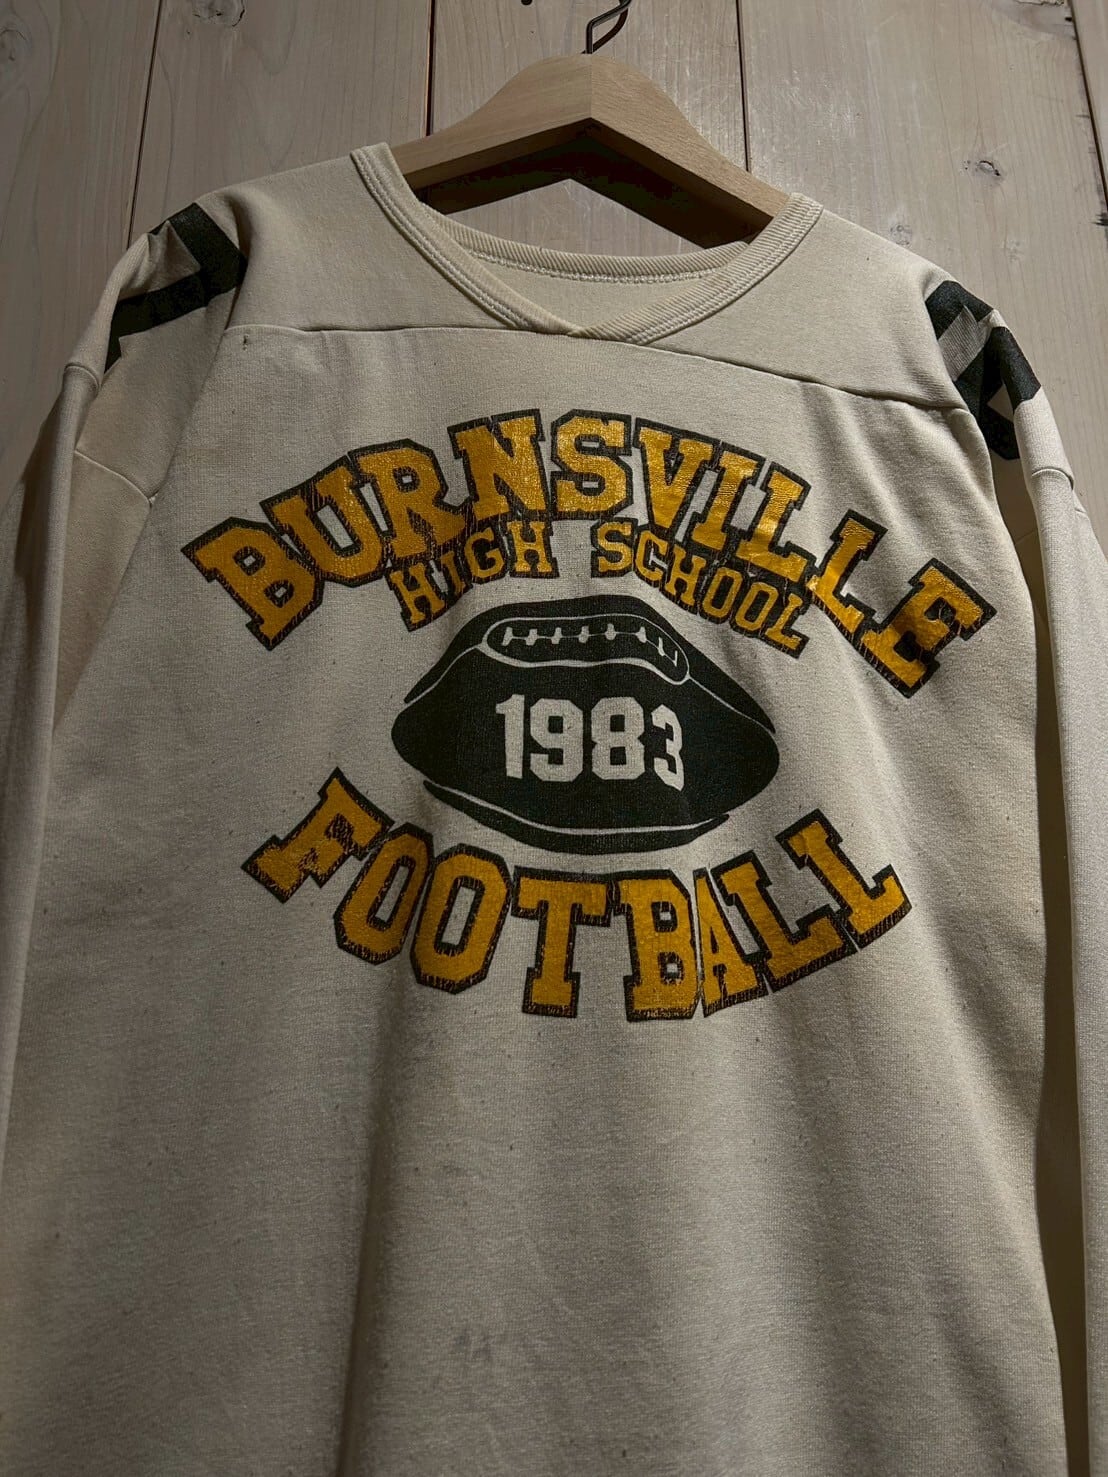 BURNSVILLE
HIGH SCHOOL
1983
FOOTBALL